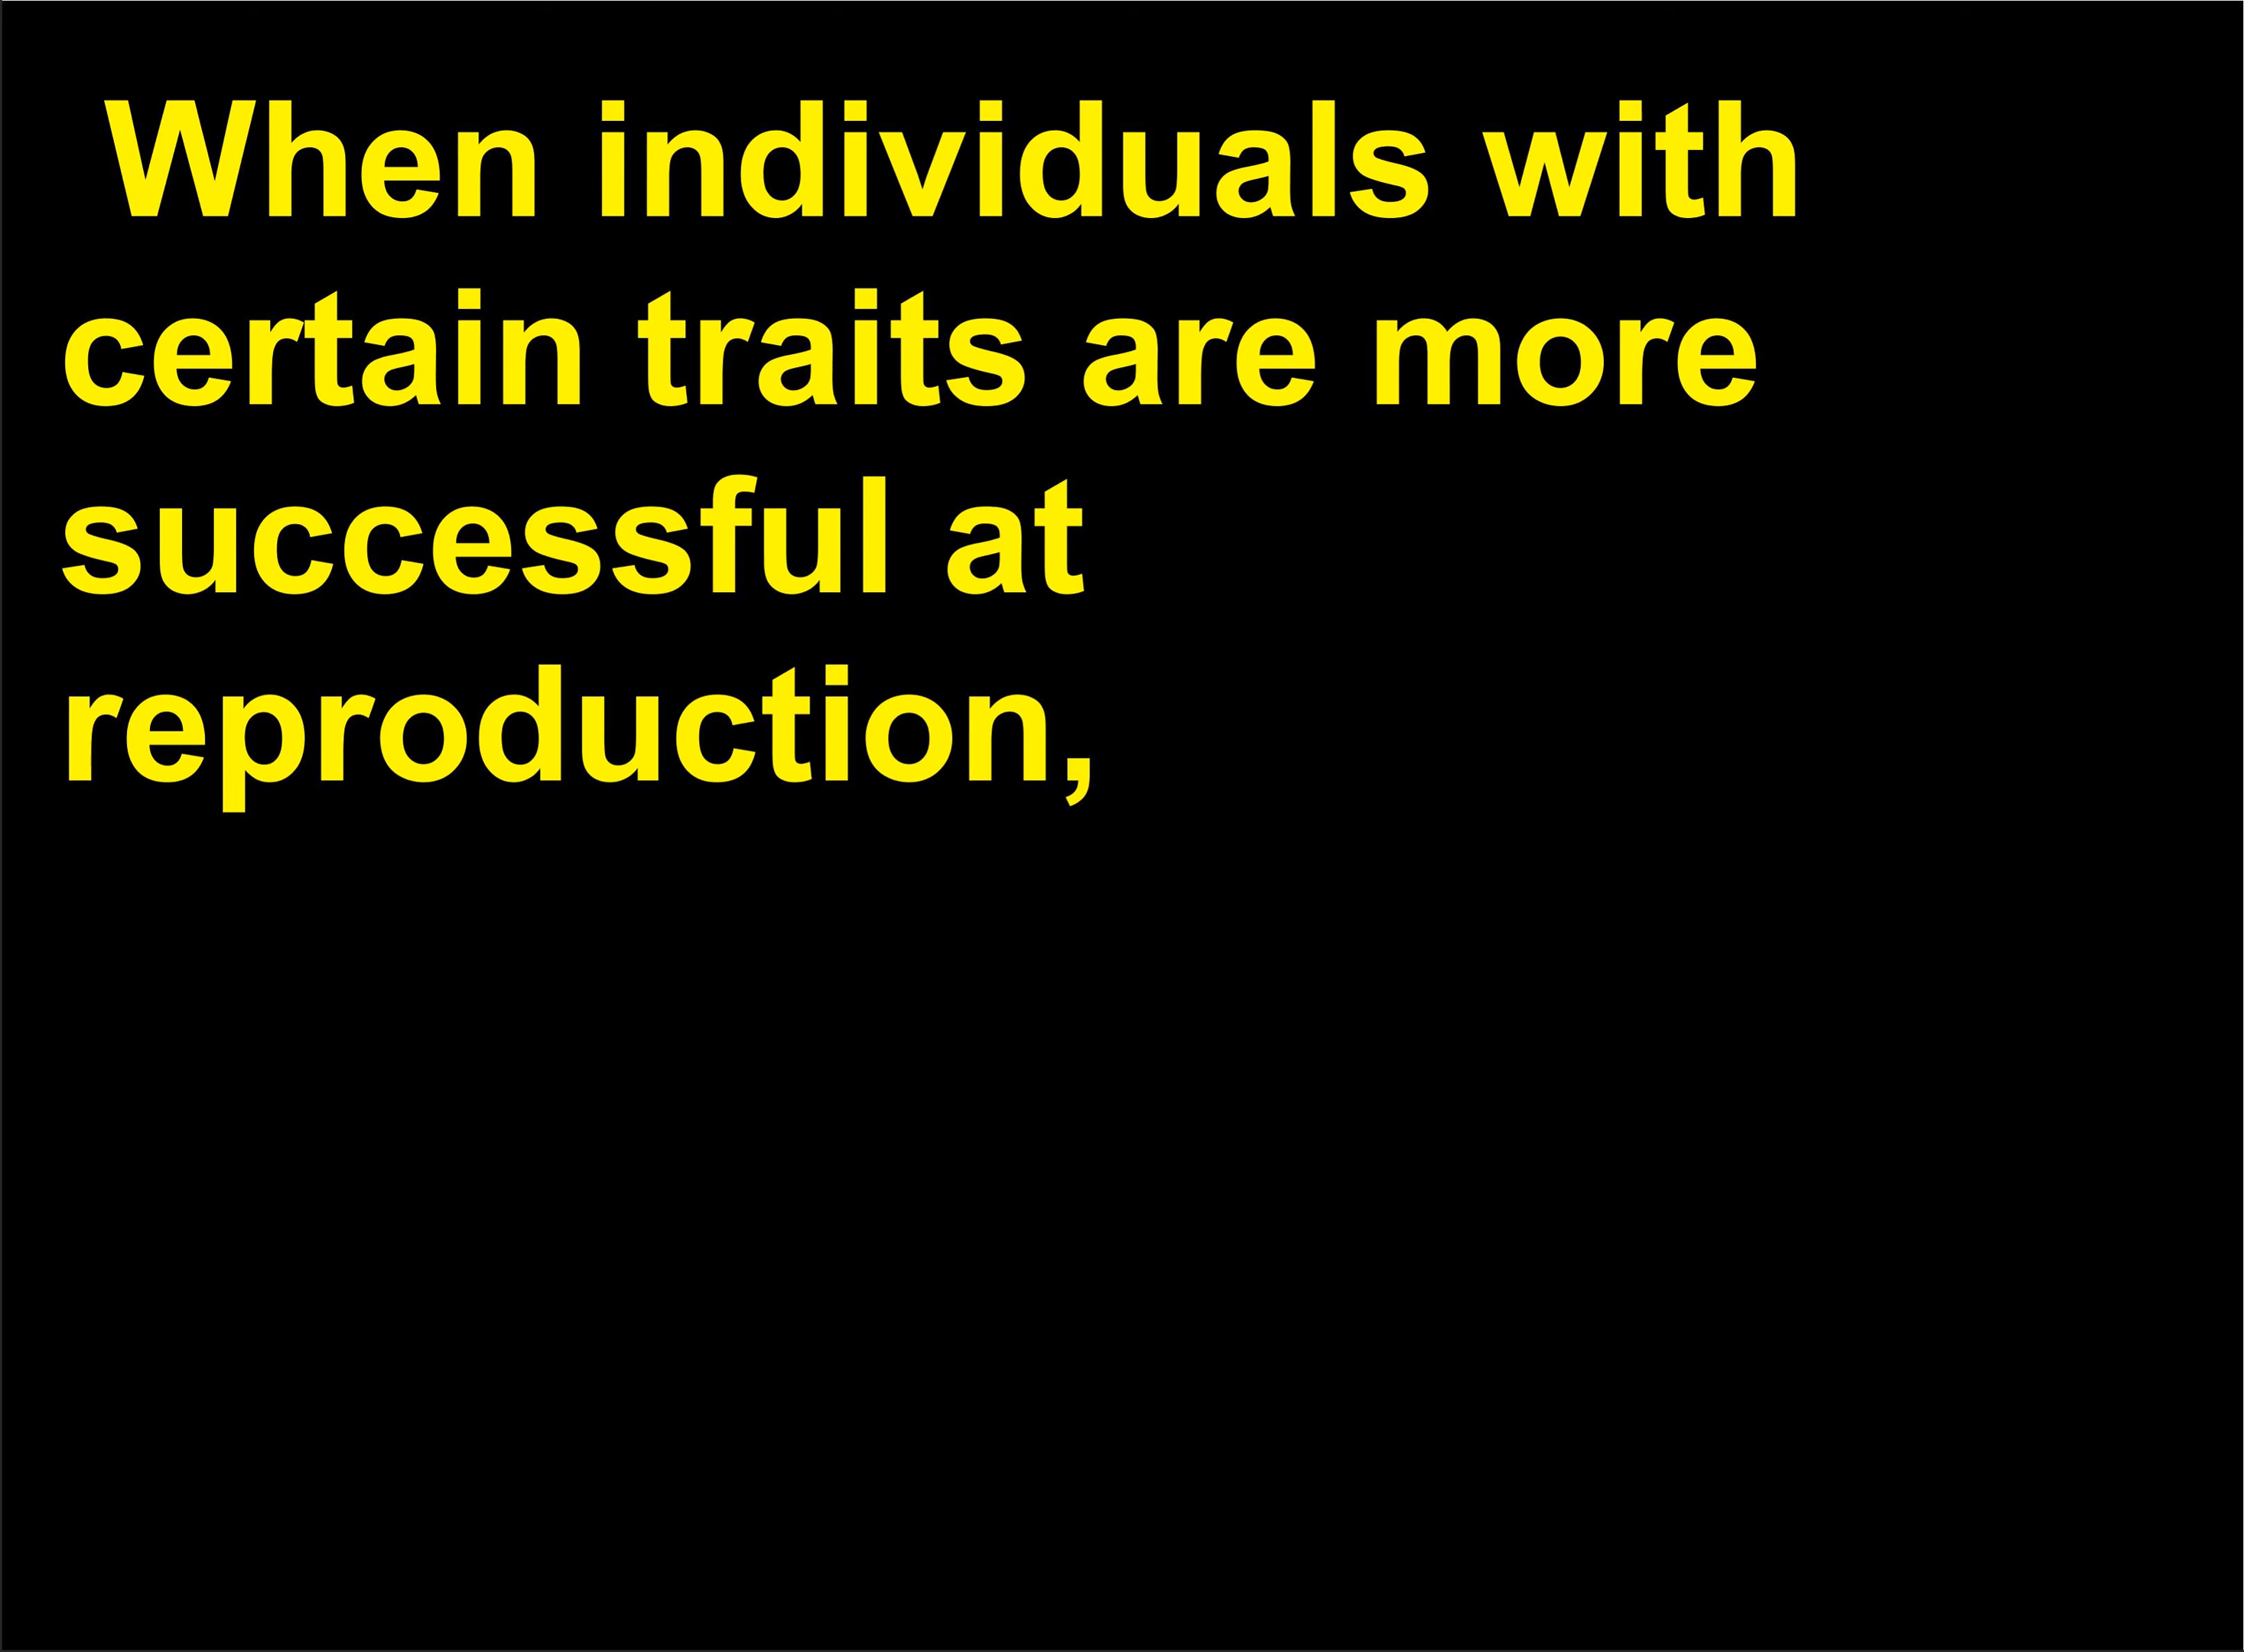 When individuals with
certain traits are more
successful at
reproduction,